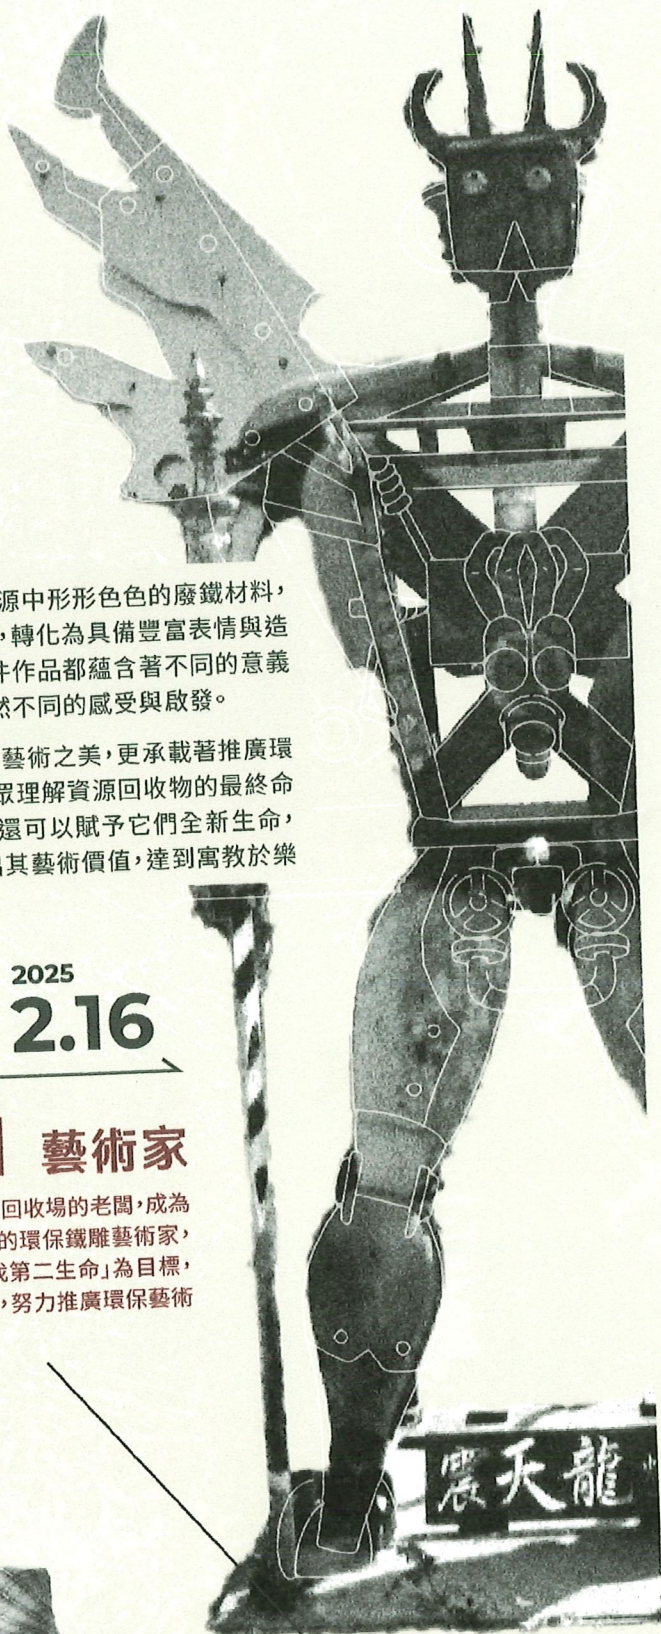 源中形形色色的廢鐵材料，
，轉化為具備豐富表情與造
件作品都蘊含著不同的意義
然不同的感受與啟發。
藝術之美，更承載著推廣環
眾理解資源回收物的最終命
還可以賦予它們全新生命，
出其藝術價值，達到寓教於樂
2025
2.16
藝術家
回收場的老闆，成為
的環保鐵雕藝術家，
找第二生命」為目標，
，努力推廣環保藝術
震天龍